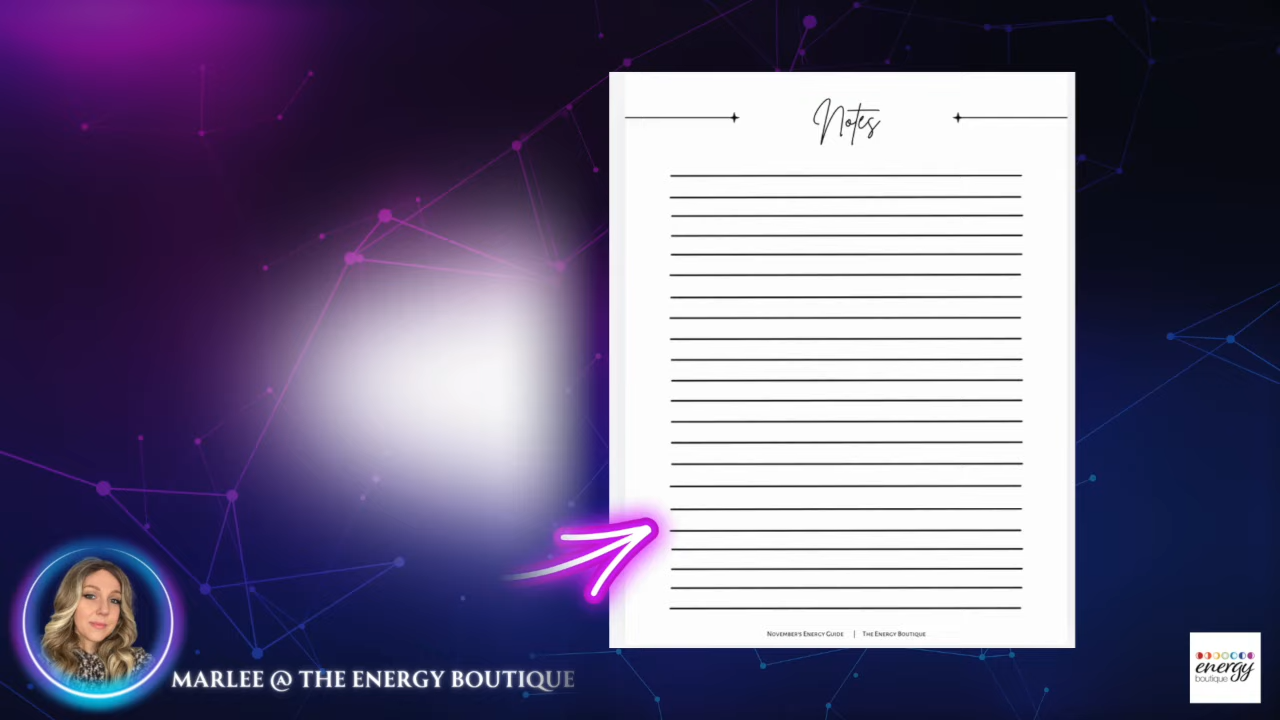 Notes
NOVEMBER'S ENERGY GUIDE | THE ENERGY BOUTIQUE
MARLEE @ THE ENERGY BOUTIQUE
energy
boutique